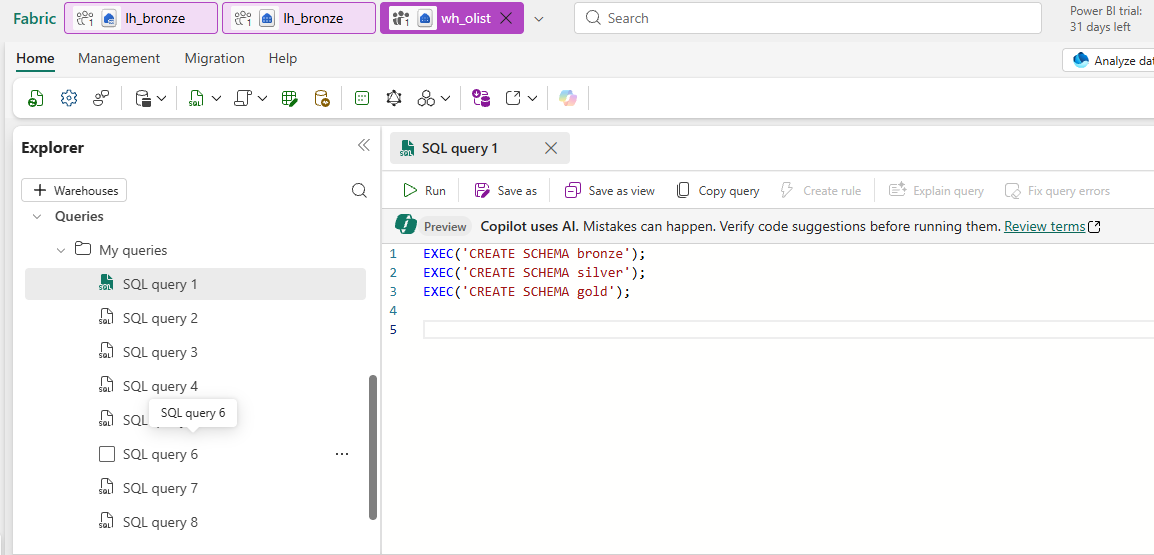 Fabric
1
lh_bronze
1
lh_bronze
1
wh_olist
Search
Power BI trial:
31 days left
Home
Management
Migration
Help
Analyze dat
Explorer
+ Warehouses
Queries
My queries
SQL query 1
SQL query 2
SQL query 3
SQL query 4
SQL
SQL query 6
SQL query 6
SQL query 7
SQL query 8
SQL query 1
Run
Save as
Save as view
Copy query
Create rule
Explain query
Fix query errors
Preview
Copilot uses AI. Mistakes can happen. Verify code suggestions before running them. Review terms
1 EXEC('CREATE SCHEMA bronze');
2 EXEC('CREATE SCHEMA silver');
3 EXEC('CREATE SCHEMA gold');
4
5